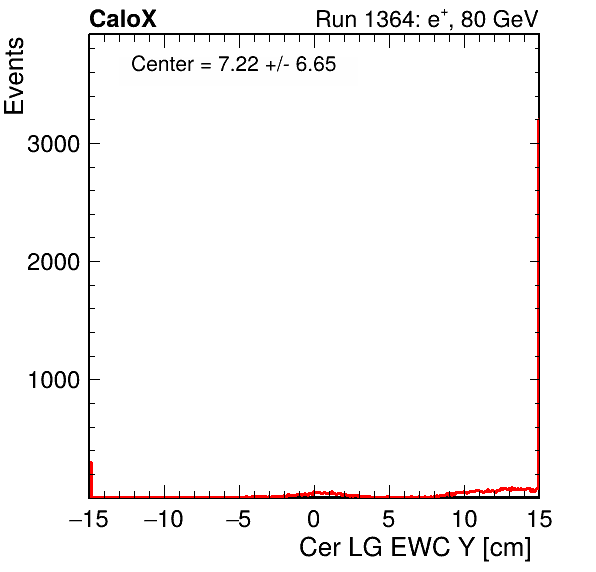 CaloX Run 1364: e⁺, 80 GeV
Center = 7.22 +/- 6.65
Events
3000
2000
1000
−15 −10 −5 0 5 10 15
Cer LG EWC Y [cm]